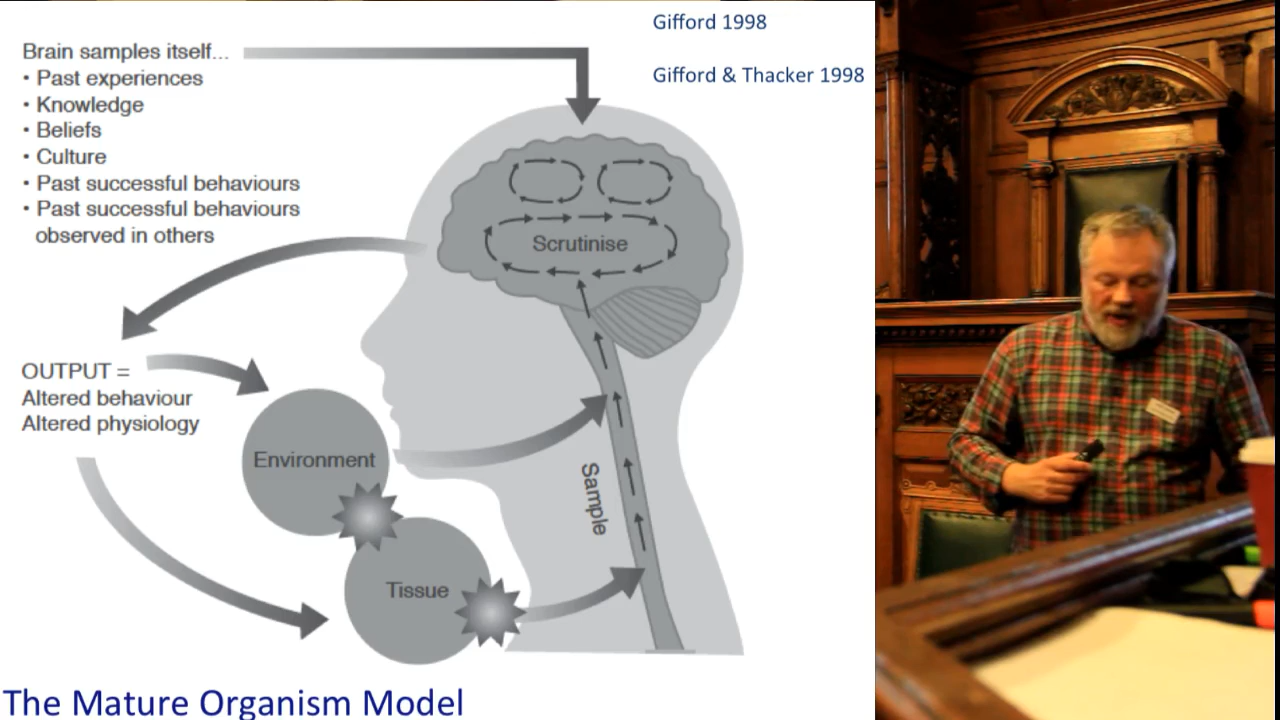 Gifford 1998
Gifford & Thacker 1998
Brain samples itself...
• Past experiences
• Knowledge
• Beliefs
• Culture
• Past successful behaviours
• Past successful behaviours
observed in others
Scrutinise
OUTPUT =
Altered behaviour
Altered physiology
Environment
Sample
Tissue
The Mature Organism Model